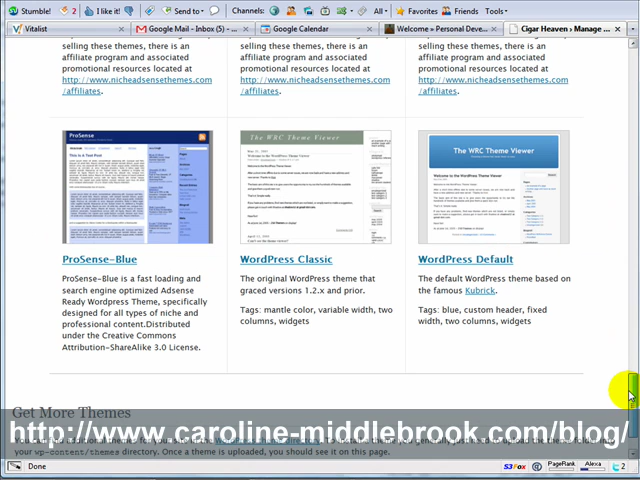 Stumble! I like it! Send to Channels: All Favorites Friends Tools
Vitalist Google Mail - Inbox (5) - ... Google Calendar Welcome » Personal Deve... Cigar Heaven › Manage ...
selling these themes, there is an selling these themes, there is an selling these themes, there is an
affiliate program and associated affiliate program and associated affiliate program and associated
promotional resources located at promotional resources located at promotional resources located at
http://www.nicheadsensethemes.com http://www.nicheadsensethemes.com http://www.nicheadsensethemes.com
/affiliates. /affiliates. /affiliates.
ProSense
This Is A Test Post
The WRC Theme Viewer
The WRC Theme Viewer
ProSense-Blue
ProSense-Blue is a fast loading and
search engine optimized Adsense
Ready Wordpress Theme, specifically
designed for all types of niche and
professional content.Distributed
under the Creative Commons
Attribution-ShareAlike 3.0 License.
WordPress Classic
The original WordPress theme that
graced versions 1.2.x and prior.
Tags: mantle color, variable width, two
columns, widgets
WordPress Default
The default WordPress theme based on
the famous Kubrick.
Tags: blue, custom header, fixed
width, two columns, widgets
Get More Themes
http://www.caroline-middlebrook.com/blog/
your wp-content/themes directory. Once a theme is uploaded, you should see it on this page.
Done S3Fox PageRank Alexa 2